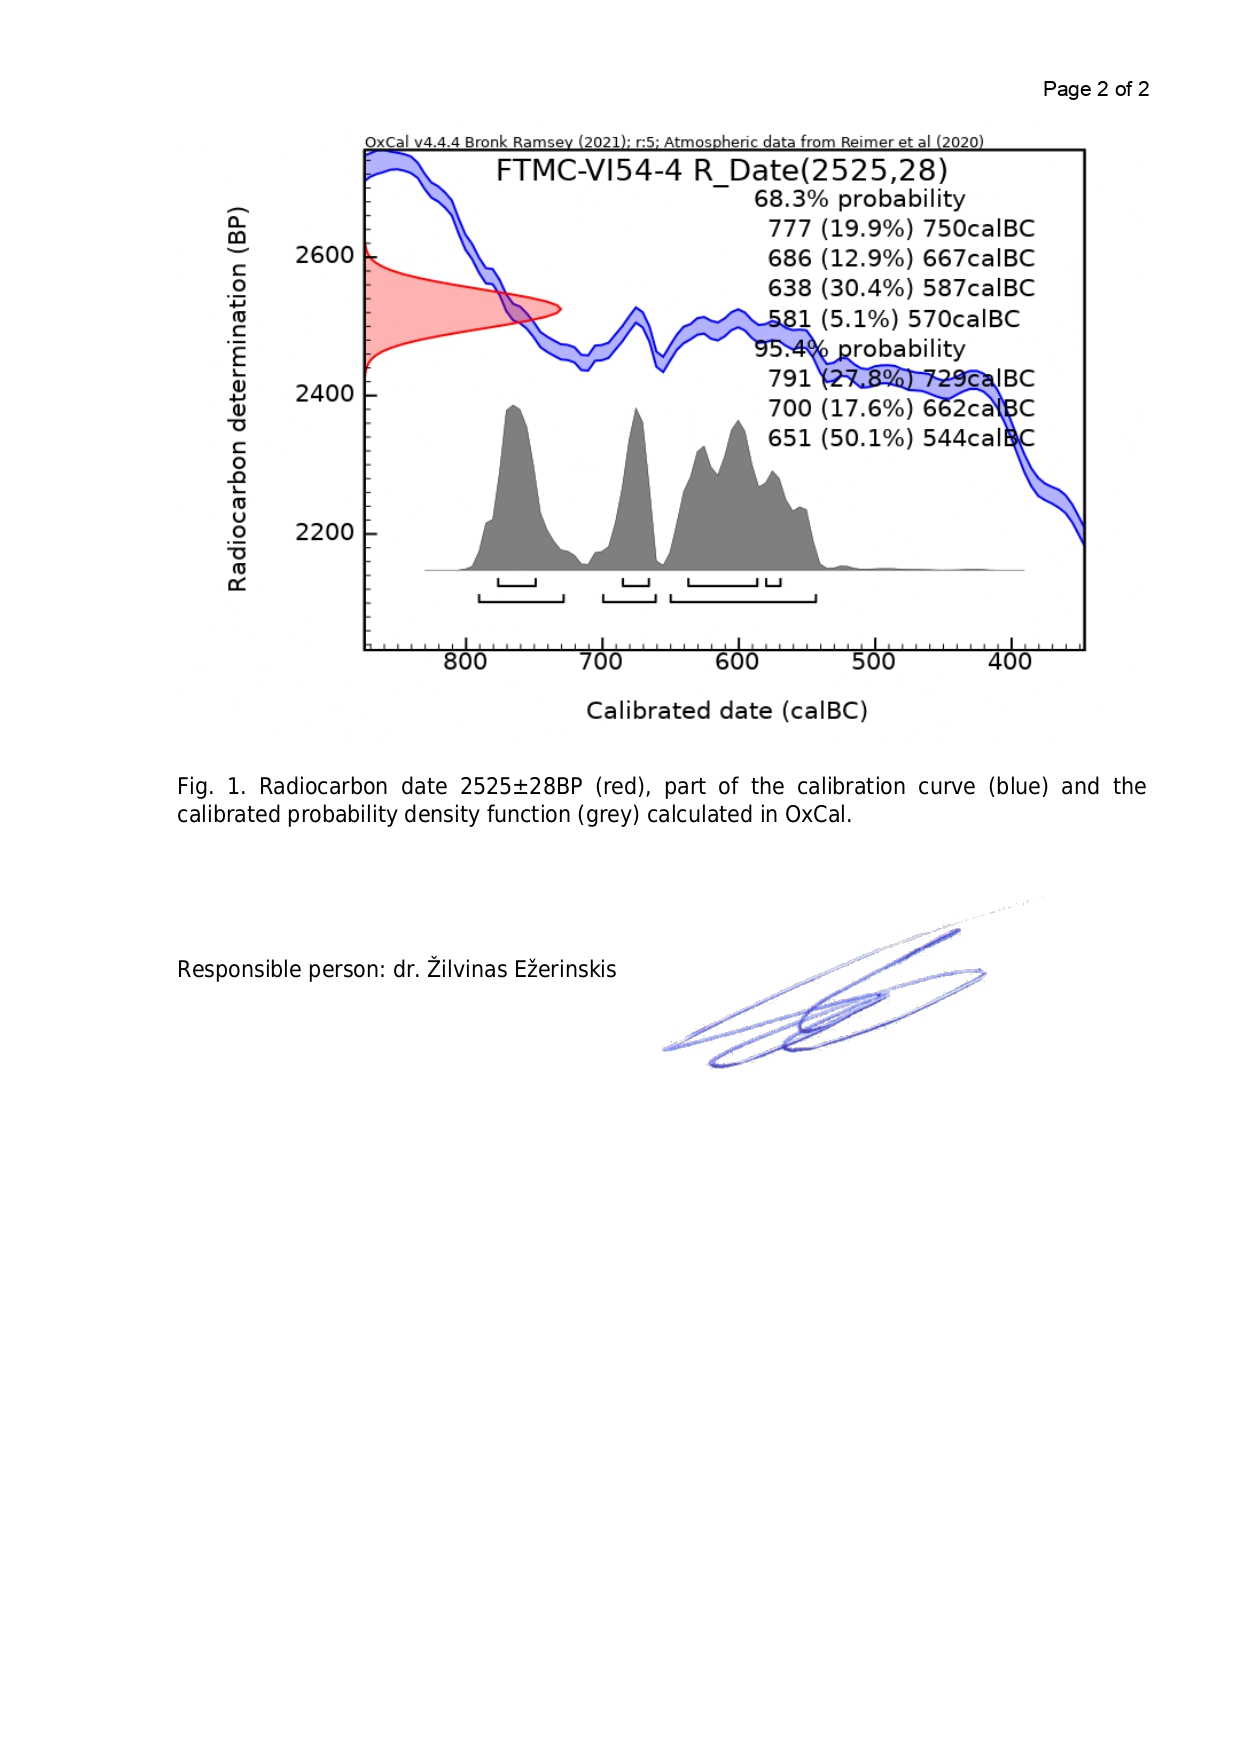 Page 2 of 2
OxCal v4.4.4 Bronk Ramsey (2021); r:5; Atmospheric data from Reimer et al (2020)
FTMC-VI54-4 R_Date(2525,28)
68.3% probability
777 (19.9%) 750calBC
686 (12.9%) 667calBC
638 (30.4%) 587calBC
581 (5.1%) 570calBC
95.4% probability
791 (27.8%) 729calBC
700 (17.6%) 662calBC
651 (50.1%) 544calBC
Radiocarbon determination (BP)
2600
2400
2200
800 700 600 500 400
Calibrated date (calBC)
Fig. 1. Radiocarbon date 2525±28BP (red), part of the calibration curve (blue) and the
calibrated probability density function (grey) calculated in OxCal.
Responsible person: dr. Žilvinas Ežerinskis